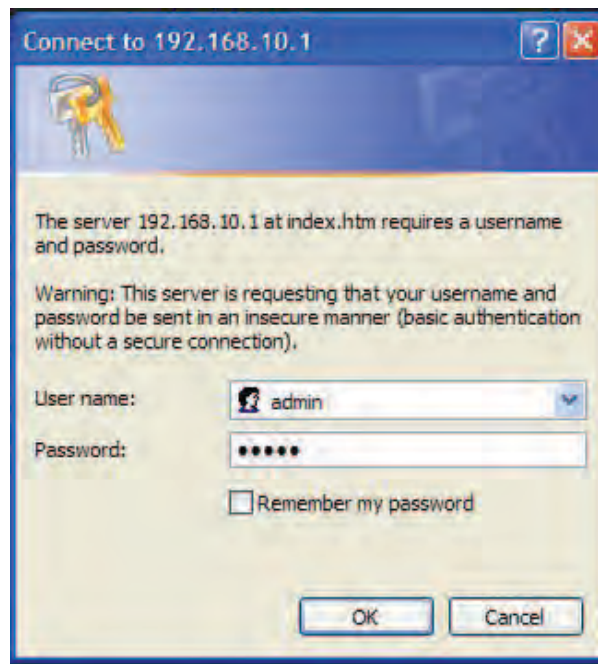 Connect to 192.168.10.1
The server 192.168.10.1 at index.htm requires a username
and password.
Warning: This server is requesting that your username and
password be sent in an insecure manner (basic authentication
without a secure connection).
User name:
admin
Password:
•••••
Remember my password
OK
Cancel